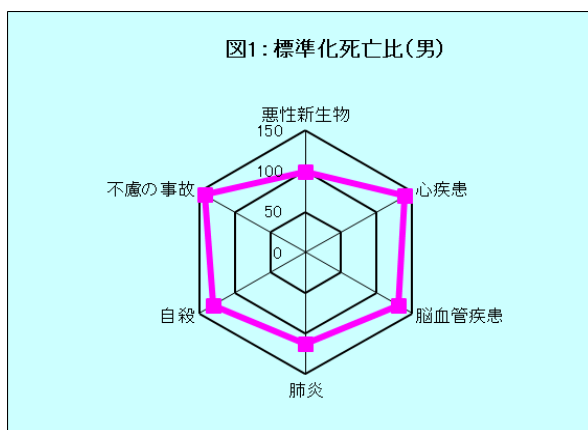 図1:標準化死亡比(男)
悪性新生物
150
100
50
0
心疾患
脳血管疾患
肺炎
自殺
不慮の事故